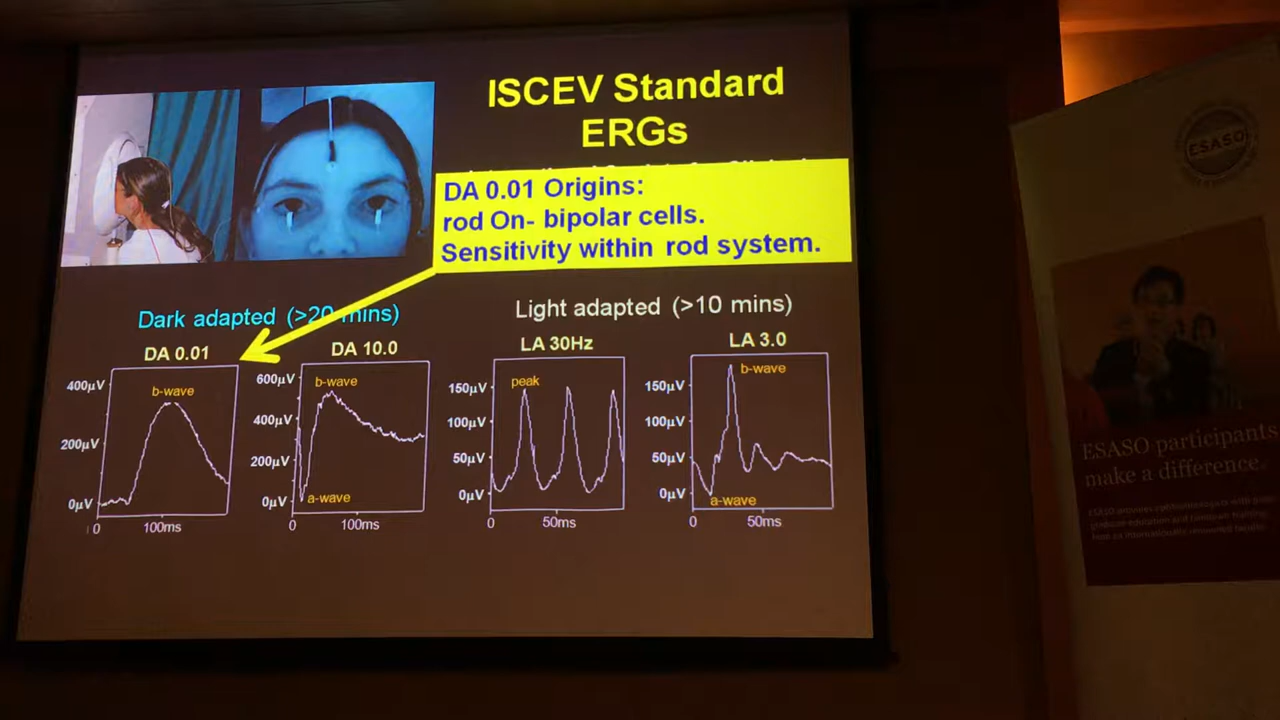 ISCEV Standard
ERGs
DA 0.01 Origins:
rod On- bipolar cells.
Sensitivity within rod system.
Dark adapted (>20 mins)
Light adapted (>10 mins)
DA 0.01
400µV
200µV
0µV
b-wave
0
100ms
DA 10.0
600µV
400µV
200µV
0µV
b-wave
a-wave
0
100ms
LA 30Hz
150µV
100µV
50µV
0µV
peak
0
50ms
LA 3.0
150µV
100µV
50µV
0µV
b-wave
a-wave
0
50ms
ESASO
ESASO participants
make a difference.